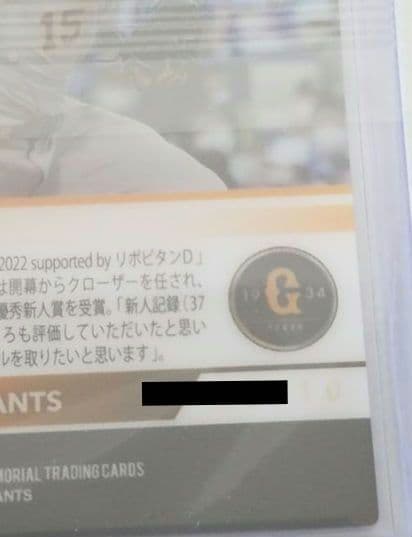 15
2022 supported by リポビタンD」
は開幕からクローザーを任され、
優秀新人賞を受賞。「新人記録（37
ろも評価していただいたと思い
ルを取りたいと思います」。
19 G 34
ANTS
MORIAL TRADING CARDS
ANTS